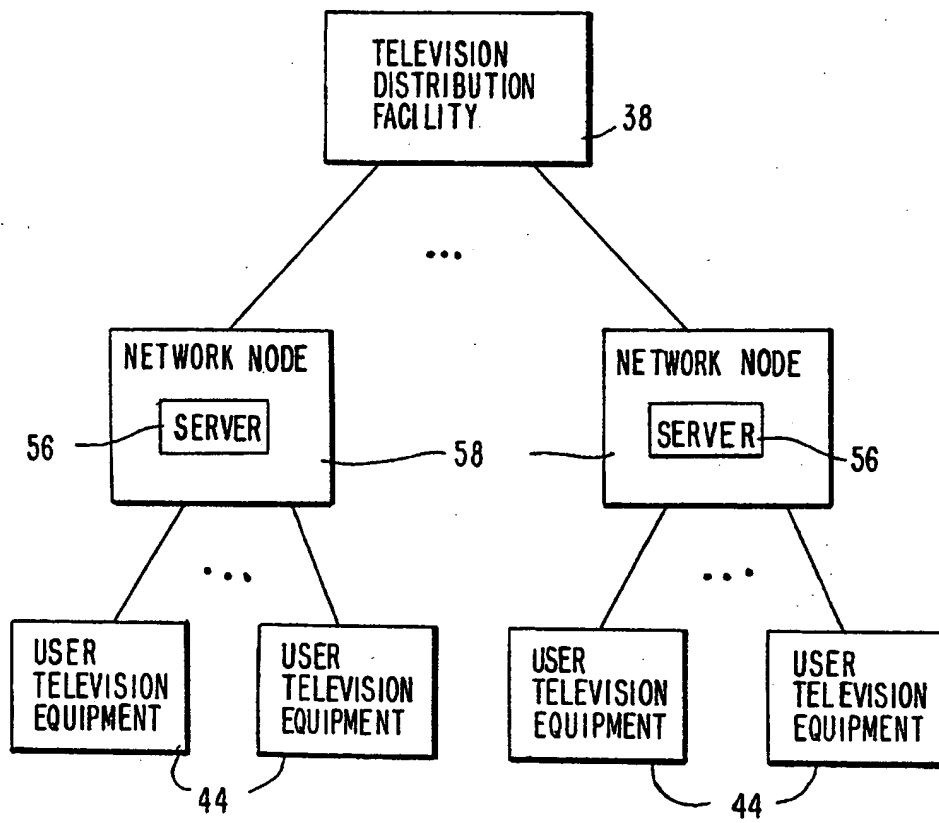 TELEVISION
DISTRIBUTION
FACILITY
38
...
NETWORK NODE
SERVER
56
58
NETWORK NODE
SERVER
56
...
...
USER
TELEVISION
EQUIPMENT
USER
TELEVISION
EQUIPMENT
44
USER
TELEVISION
EQUIPMENT
USER
TELEVISION
EQUIPMENT
44